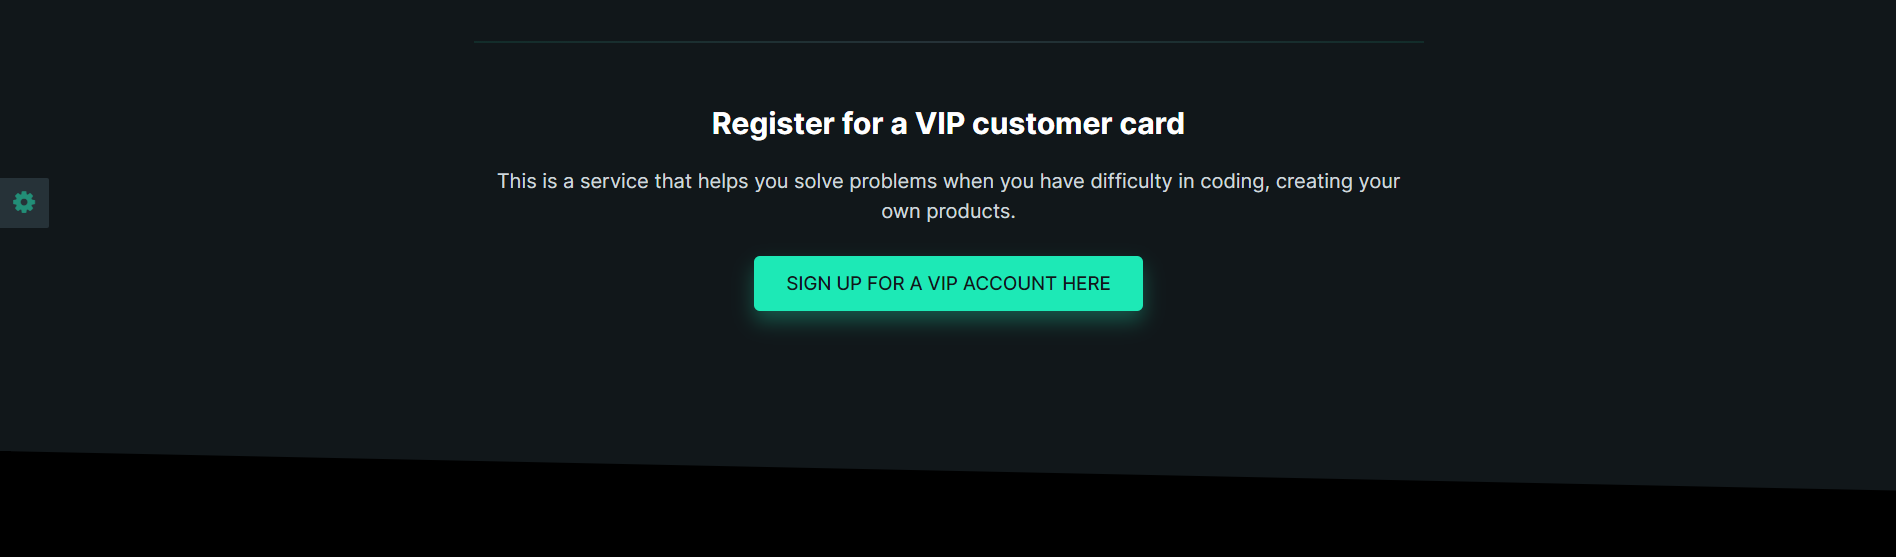 Register for a VIP customer card
This is a service that helps you solve problems when you have difficulty in coding, creating your
own products.
SIGN UP FOR A VIP ACCOUNT HERE